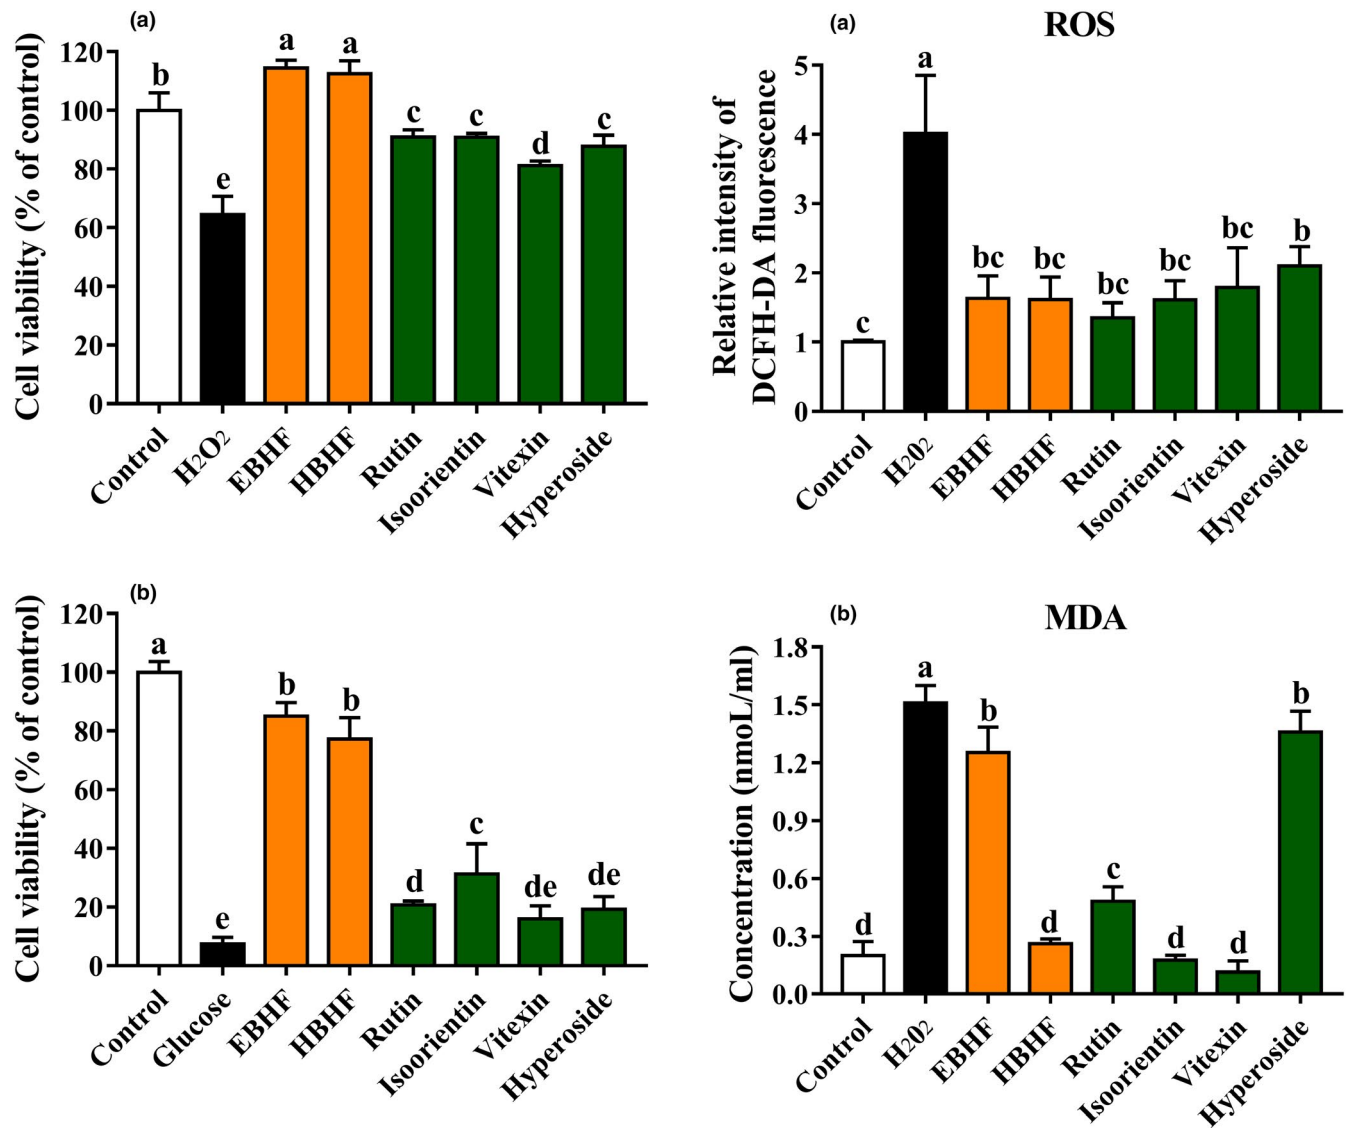 (a)
Cell viability (% of control)
120
100
80
60
40
20
0
b
e
a
a
c
c
d
c
Control
H2O2
EBHF
HBHF
Rutin
Isoorientin
Vitexin
Hyperoside
(a)
ROS
Relative intensity of
DCFH-DA fluorescence
5
4
3
2
1
0
c
a
bc
bc
bc
bc
bc
b
Control
H2O2
EBHF
HBHF
Rutin
Isoorientin
Vitexin
Hyperoside
(b)
Cell viability (% of control)
120
100
80
60
40
20
0
a
e
b
b
d
c
de
de
Control
Glucose
EBHF
HBHF
Rutin
Isoorientin
Vitexin
Hyperoside
(b)
MDA
Concentration (nmoL/ml)
1.8
1.5
1.2
0.9
0.6
0.3
0.0
d
a
b
d
c
d
d
b
Control
H2O2
EBHF
HBHF
Rutin
Isoorientin
Vitexin
Hyperoside